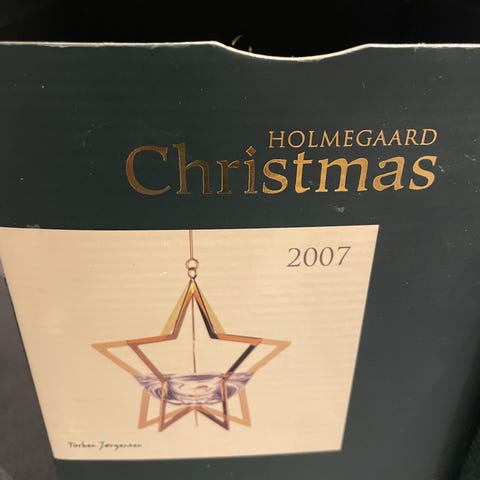 HOLMEGAARD
Christmas
2007
Torben Jørgensen